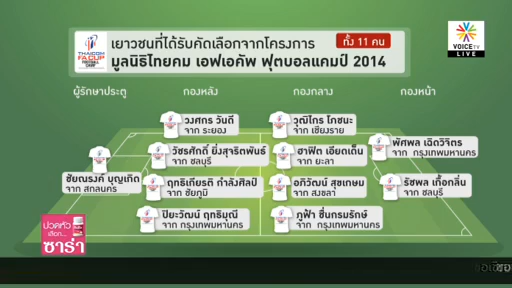 THAICOM
FA CUP
FOOTBALL
CAMP
เยาวชนที่ได้รับคัดเลือกจากโครงการ
ทั้ง 11 คน
มูลนิธิไทยคม เอฟเอคัพ ฟุตบอลแคมป์ 2014
VOICE TV
LIVE
ผู้รักษาประตู กองหลัง กองกลาง กองหน้า
วงศกร วันดี
จาก ระยอง
วุฒิไกร โกชนะ
จาก เชียงราย
วัชรศักดิ์ ยิ่งสุจริตพันธ์
จาก ชลบุรี
ฮาฟิต เอียดเด็น
จาก ยะลา
พัศพล เฉิดวิจิตร
จาก กรุงเทพมหานคร
ชัยณรงค์ บุญเกิด
จาก สกลนคร
ฤทธิเกียรติ กำลังศิลป์
จาก ชัยภูมิ
อภิวัฒน์ สุขเกษม
จาก สงขลา
รัชพล เกื้อกลิ่น
จาก ชลบุรี
ปิยะวัฒน์ ฤทธิมุณี
จาก กรุงเทพมหานคร
ภูฟ้า ชื่นกรมรักษ์
จาก กรุงเทพมหานคร
ปวดหัว
เลือก...
ซาร่า